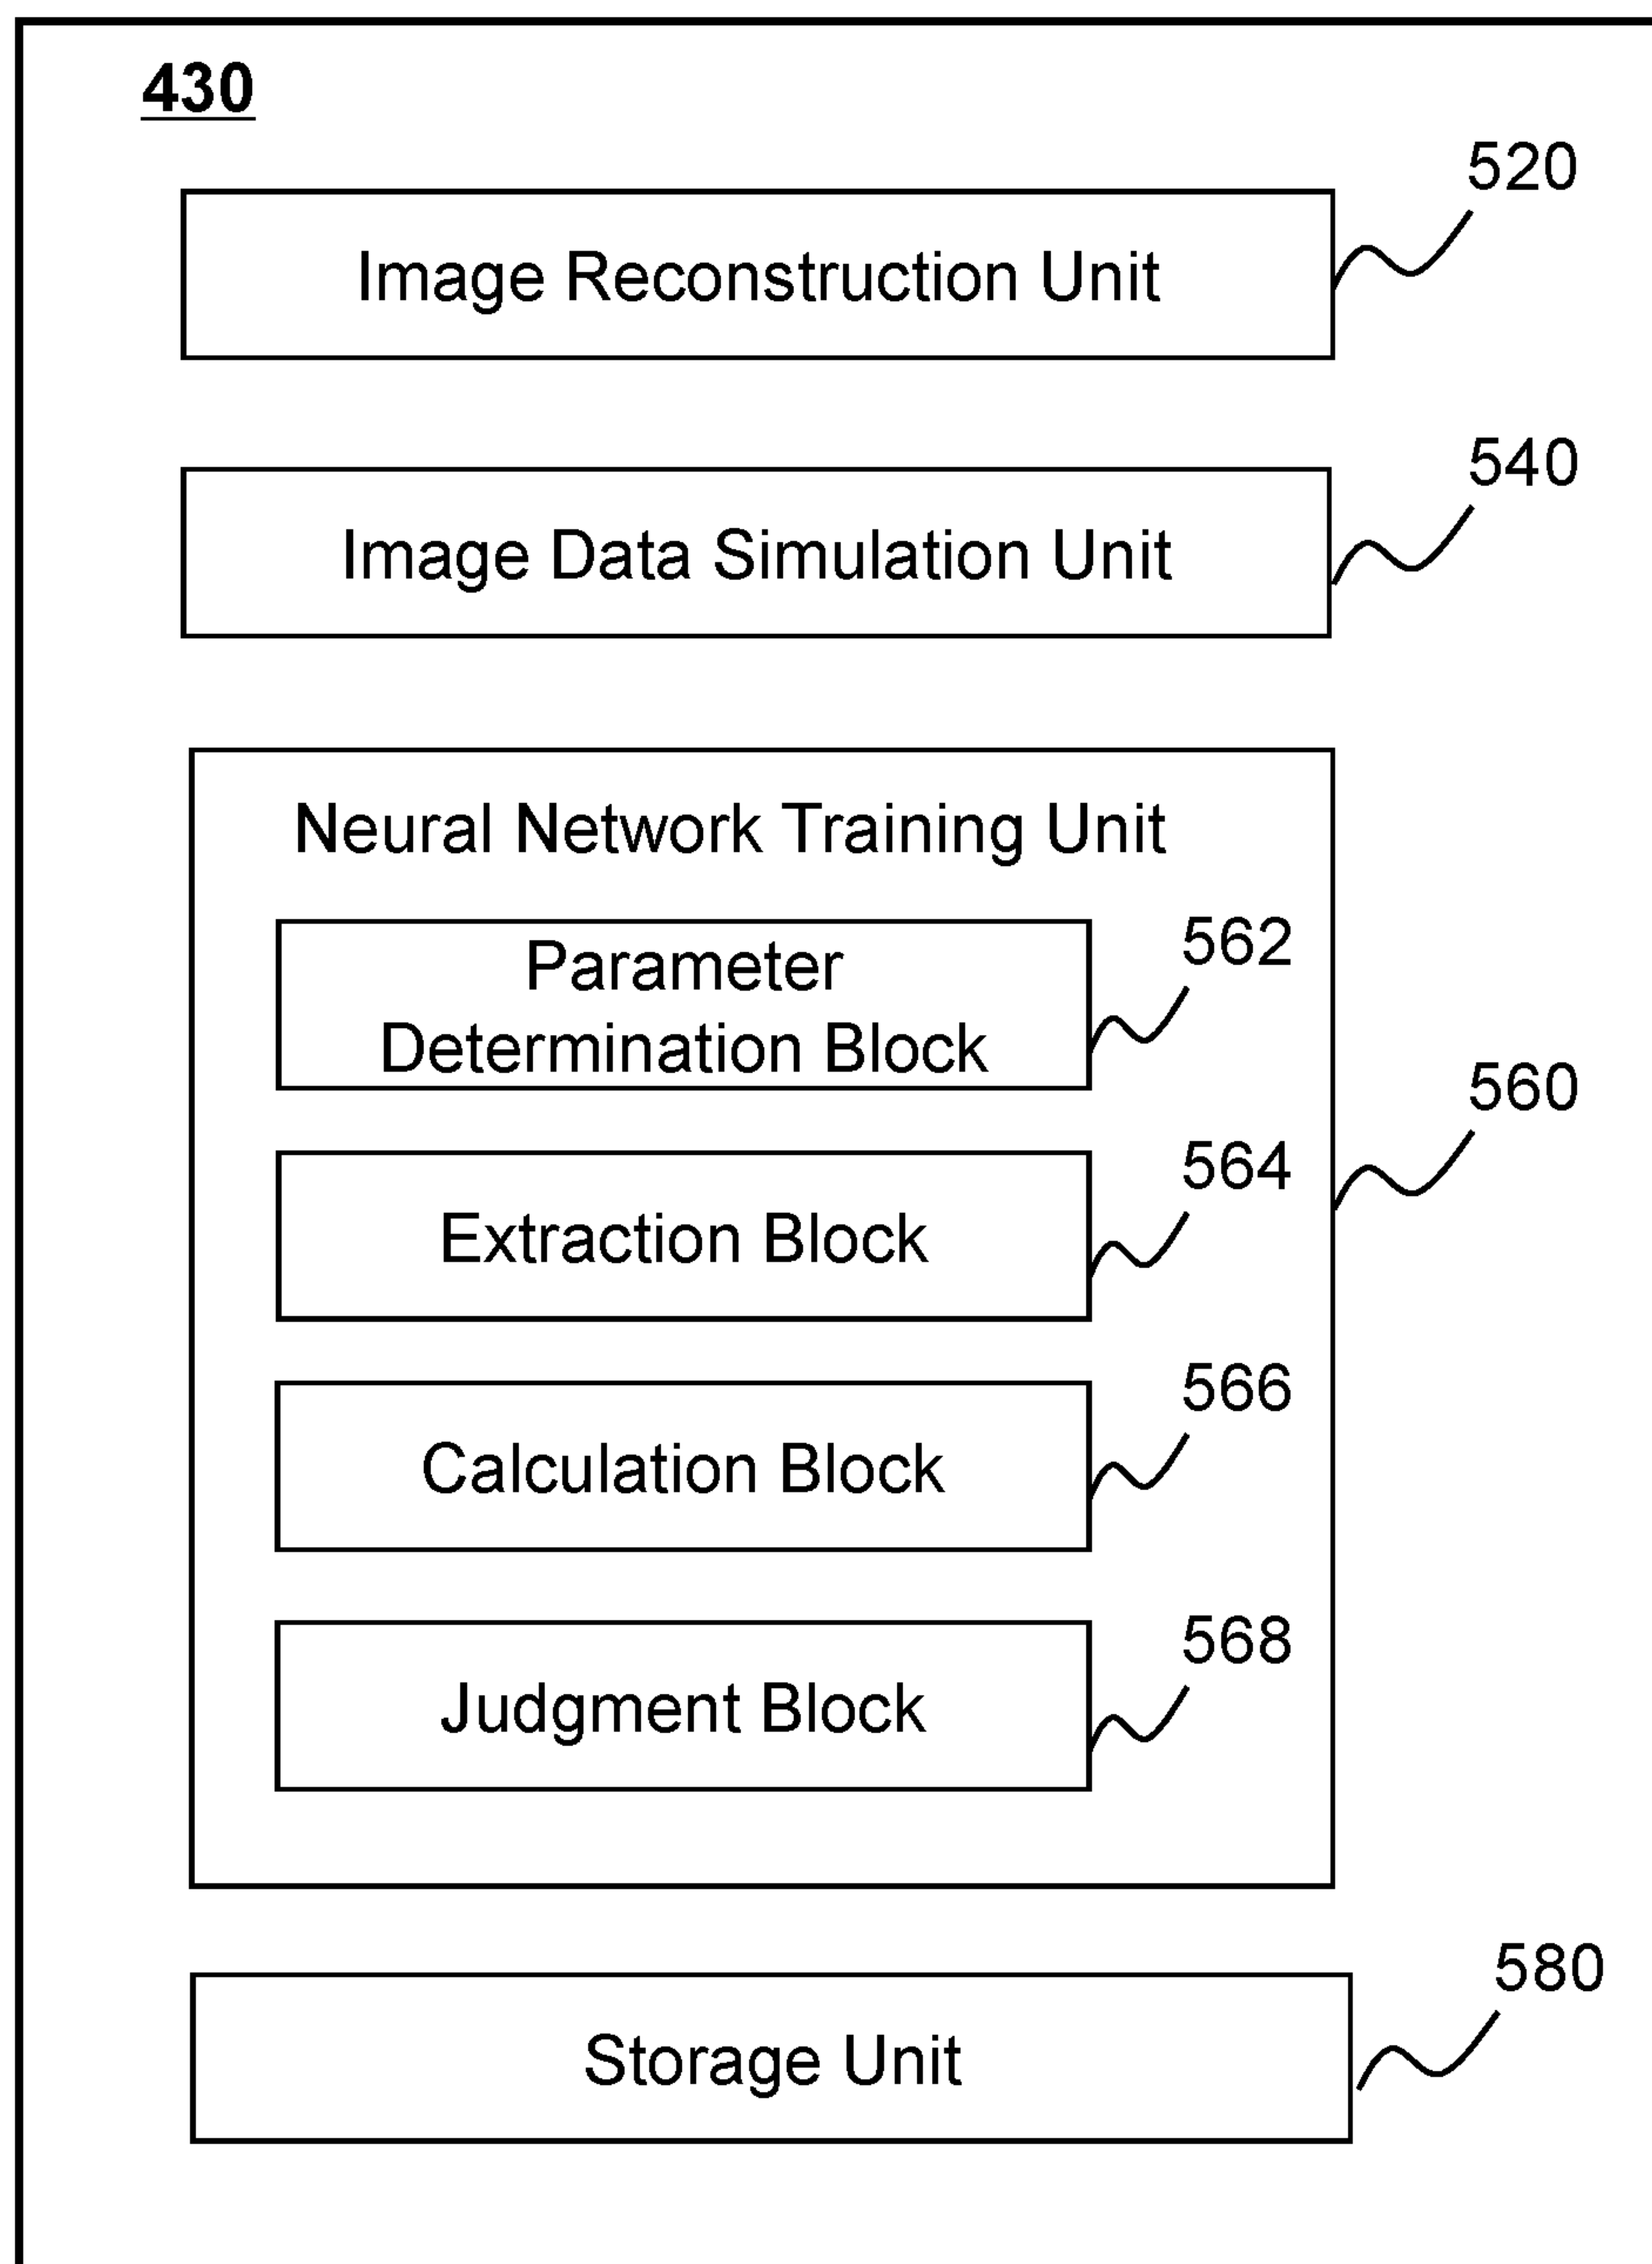 430
520
Image Reconstruction Unit
540
Image Data Simulation Unit
Neural Network Training Unit
562
Parameter
Determination Block
560
564
Extraction Block
566
Calculation Block
568
Judgment Block
580
Storage Unit